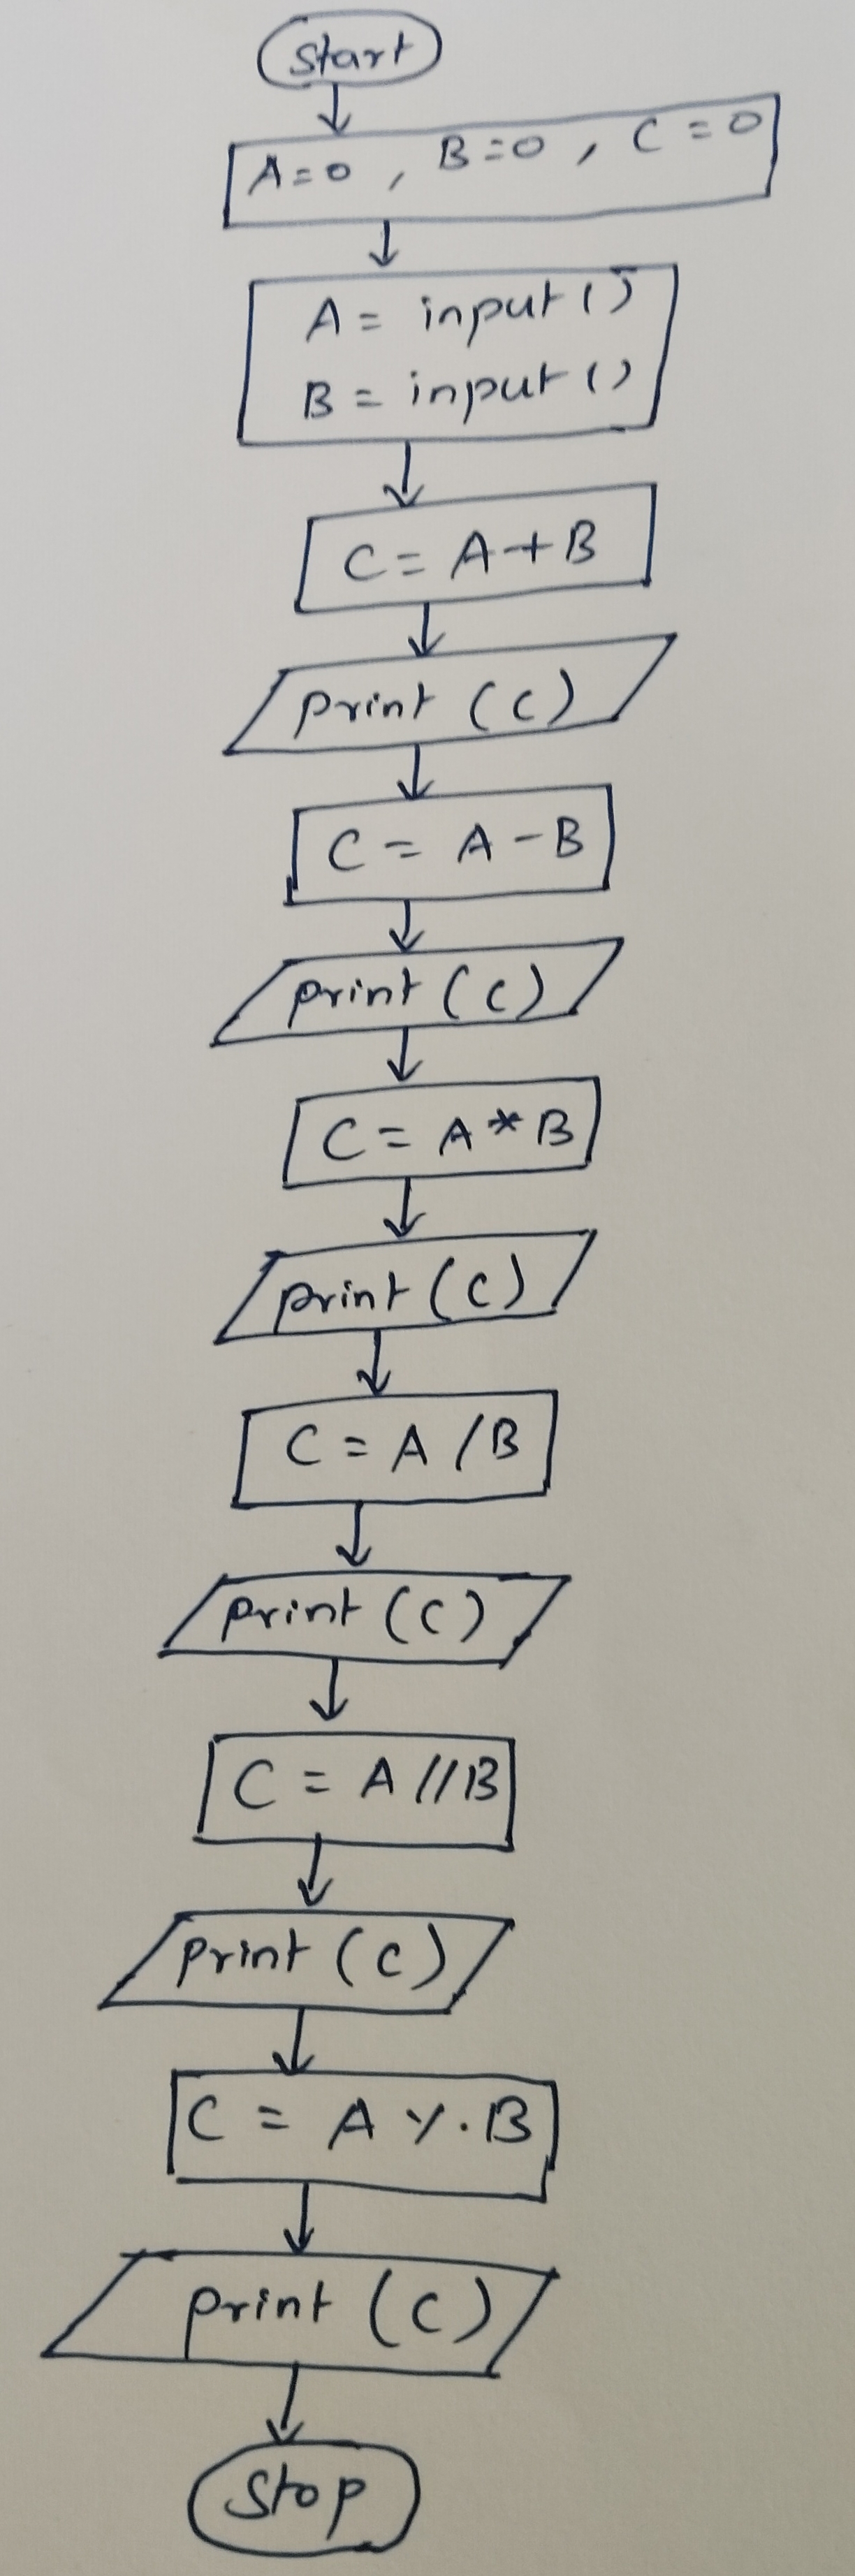 Start
A=0 , B=0 , C=0
A= input()
B= input()
C= A+B
print (C)
C= A-B
print (C)
C= A*B
print (C)
C= A/B
print (C)
C= A//B
print (C)
C= A%B
print (C)
Stop